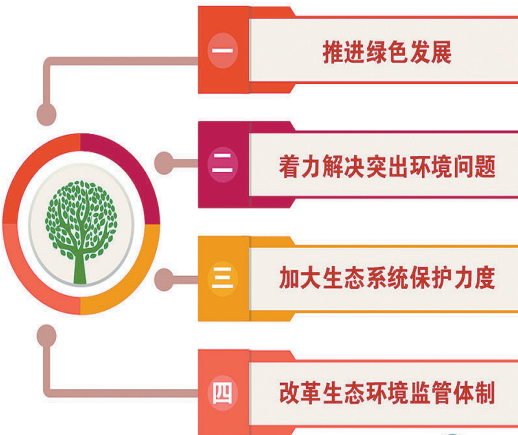 一
推进绿色发展
二
着力解决突出环境问题
三
加大生态系统保护力度
四
改革生态环境监管体制